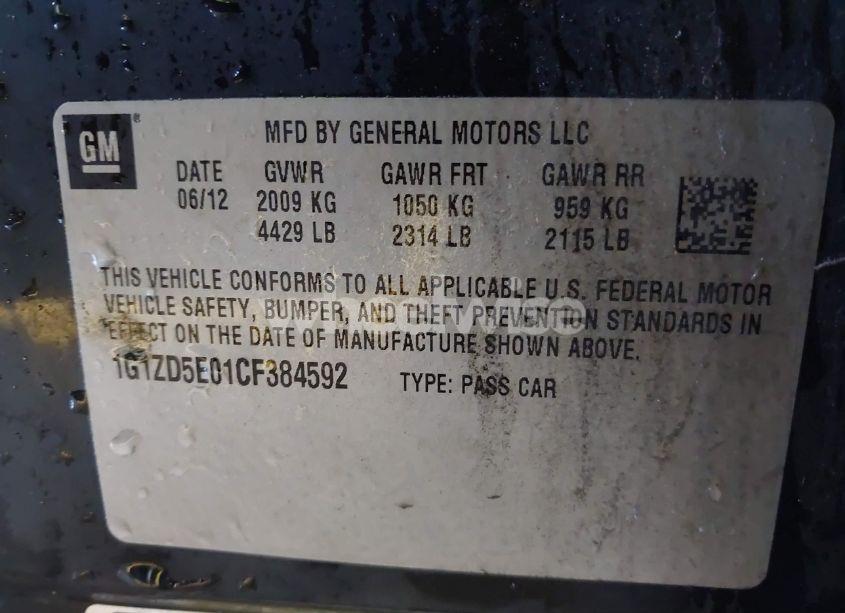 GM
MFD BY GENERAL MOTORS LLC
DATE GVWR GAWR FRT GAWR RR
06/12 2009 KG 1050 KG 959 KG
4429 LB 2314 LB 2115 LB
THIS VEHICLE CONFORMS TO ALL APPLICABLE U.S. FEDERAL MOTOR
VEHICLE SAFETY, BUMPER, AND THEFT PREVENTION STANDARDS IN
EFFECT ON THE DATE OF MANUFACTURE SHOWN ABOVE.
1G1ZD5E01CF384592 TYPE: PASS CAR